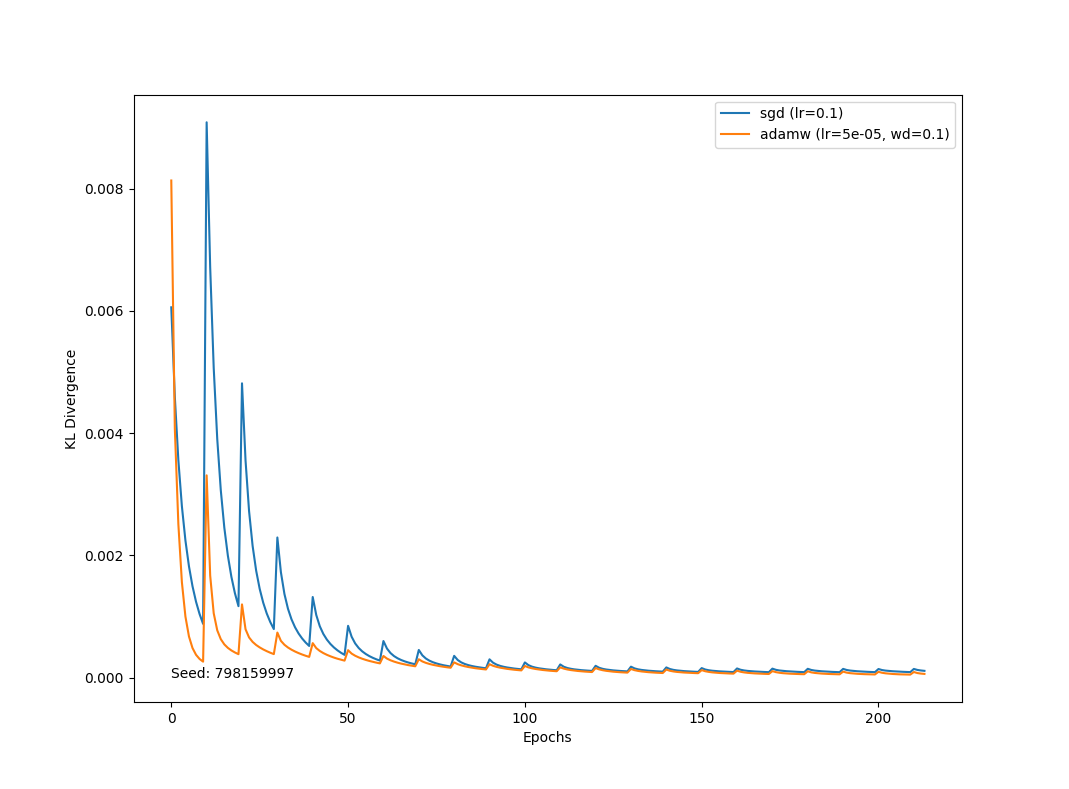 sgd (lr=0.1)
adamw (lr=5e-05, wd=0.1)
0.008
0.006
0.004
0.002
0.000
KL Divergence
Seed: 798159997
0
50
100
150
200
Epochs